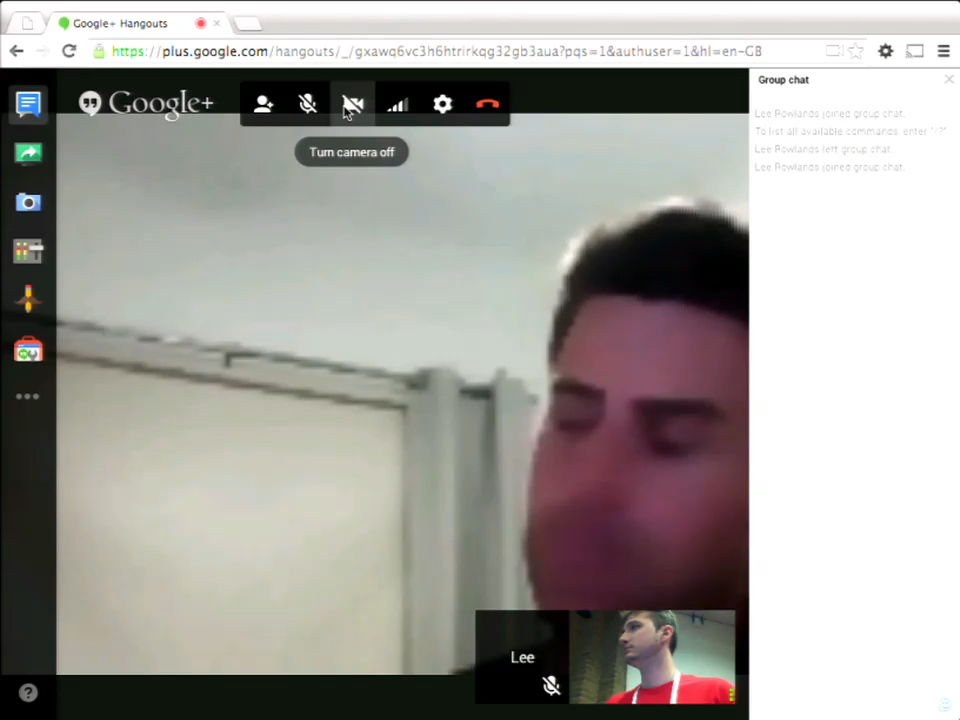 Google+ Hangouts
https://plus.google.com/hangouts/_/gxawq6vc3h6htrirkqg32gb3aua?pqs=1&authuser=1&hl=en-GB
Google+
Turn camera off
Group chat
Lee Rowlands joined group chat.
To list all available commands, enter "/?"
Lee Rowlands left group chat.
Lee Rowlands joined group chat.
Lee